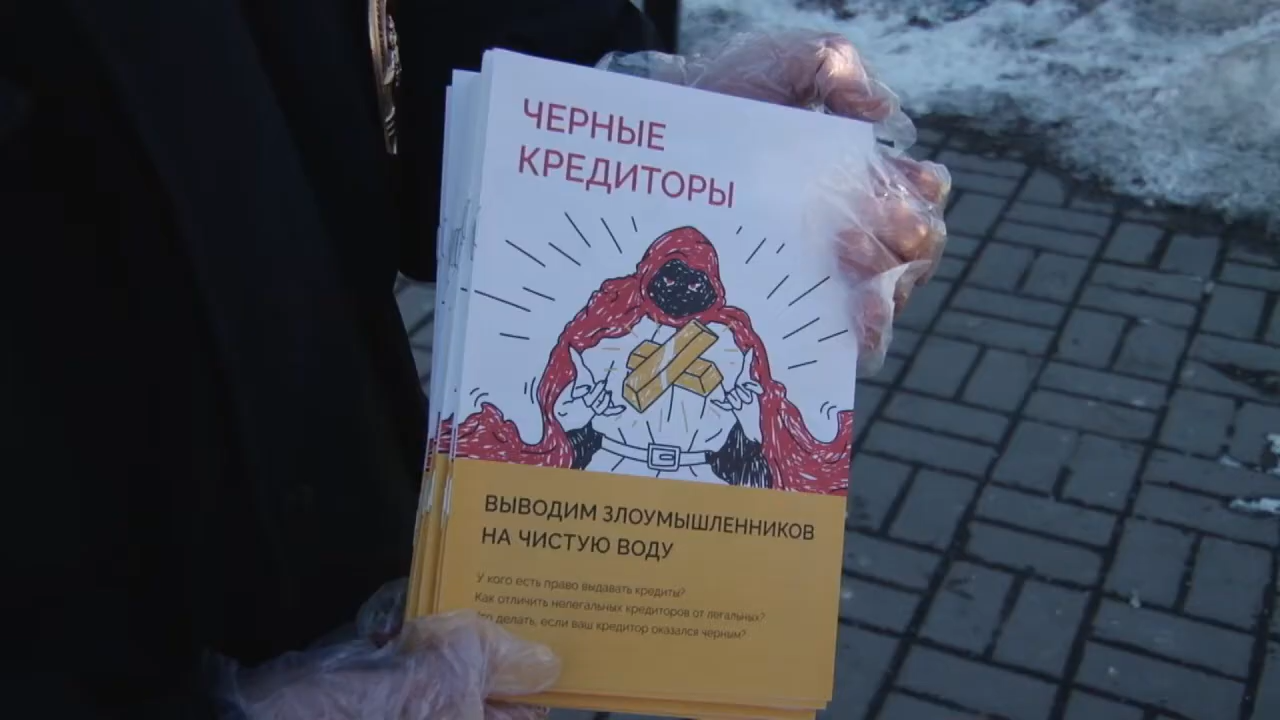 ЧЕРНЫЕ
КРЕДИТОРЫ
ВЫВОДИМ ЗЛОУМЫШЛЕННИКОВ
НА ЧИСТУЮ ВОДУ
У кого есть право выдавать кредиты?
Как отличить нелегальных кредиторов от легальных?
Что делать, если ваш кредитор оказался черным?